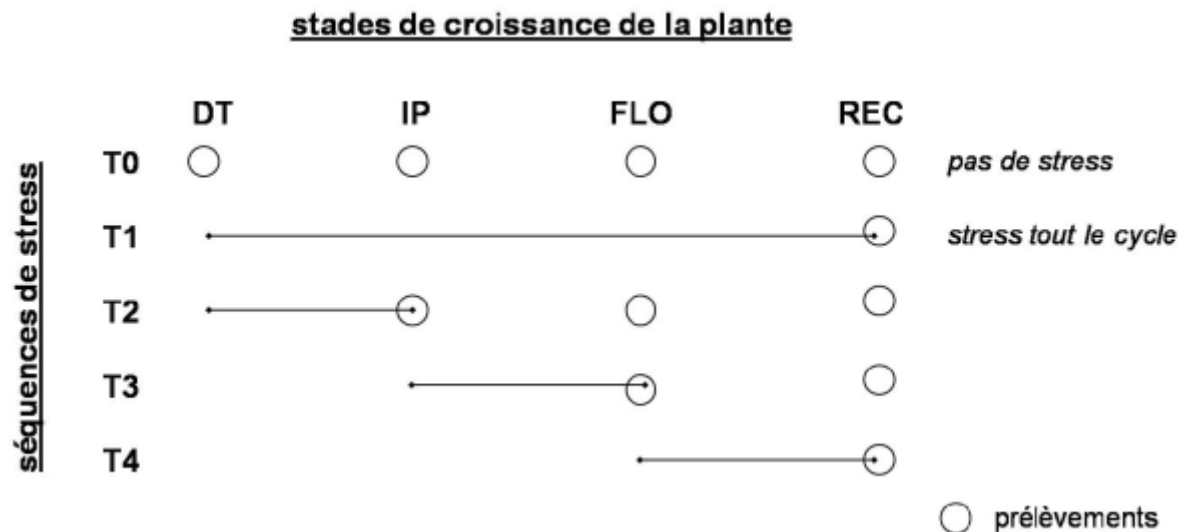 stades de croissance de la plante
DT IP FLO REC
séquences de stress
T0 pas de stress
T1 stress tout le cycle
T2
T3
T4
prélèvements